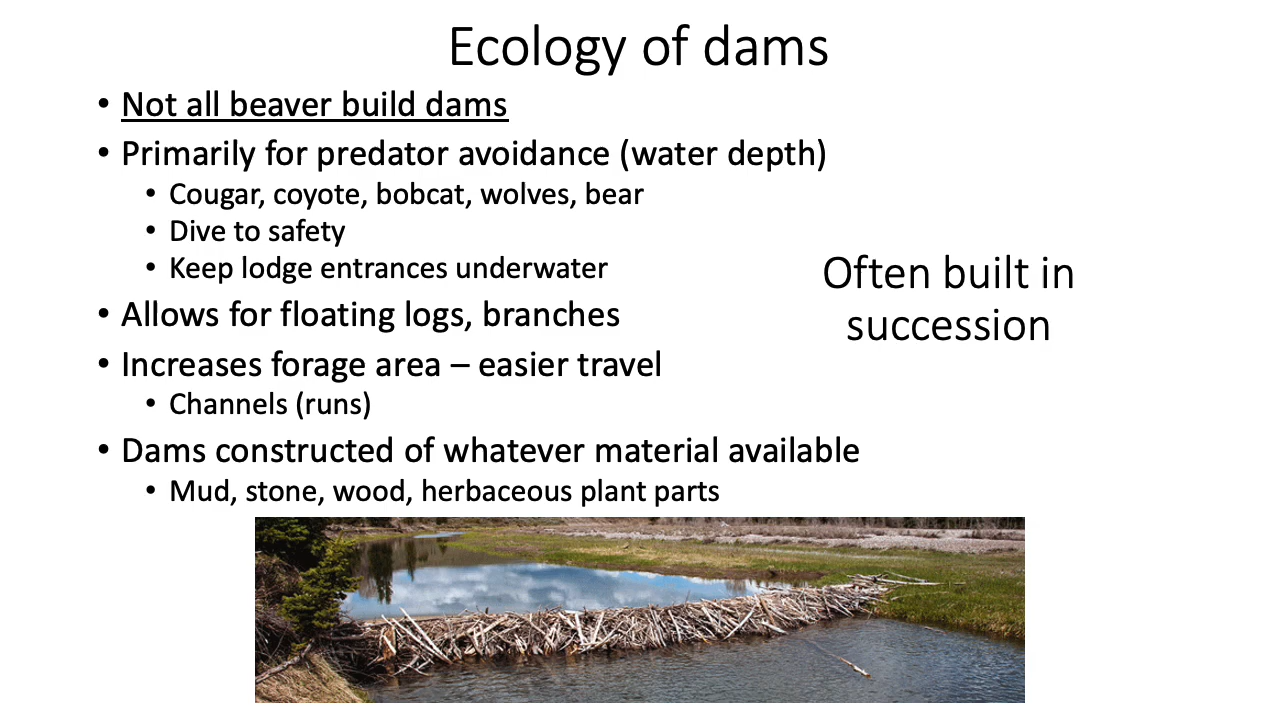 Ecology of dams
• Not all beaver build dams
• Primarily for predator avoidance (water depth)
• Cougar, coyote, bobcat, wolves, bear
• Dive to safety
• Keep lodge entrances underwater
• Allows for floating logs, branches
• Increases forage area – easier travel
• Channels (runs)
• Dams constructed of whatever material available
• Mud, stone, wood, herbaceous plant parts
Often built in
succession